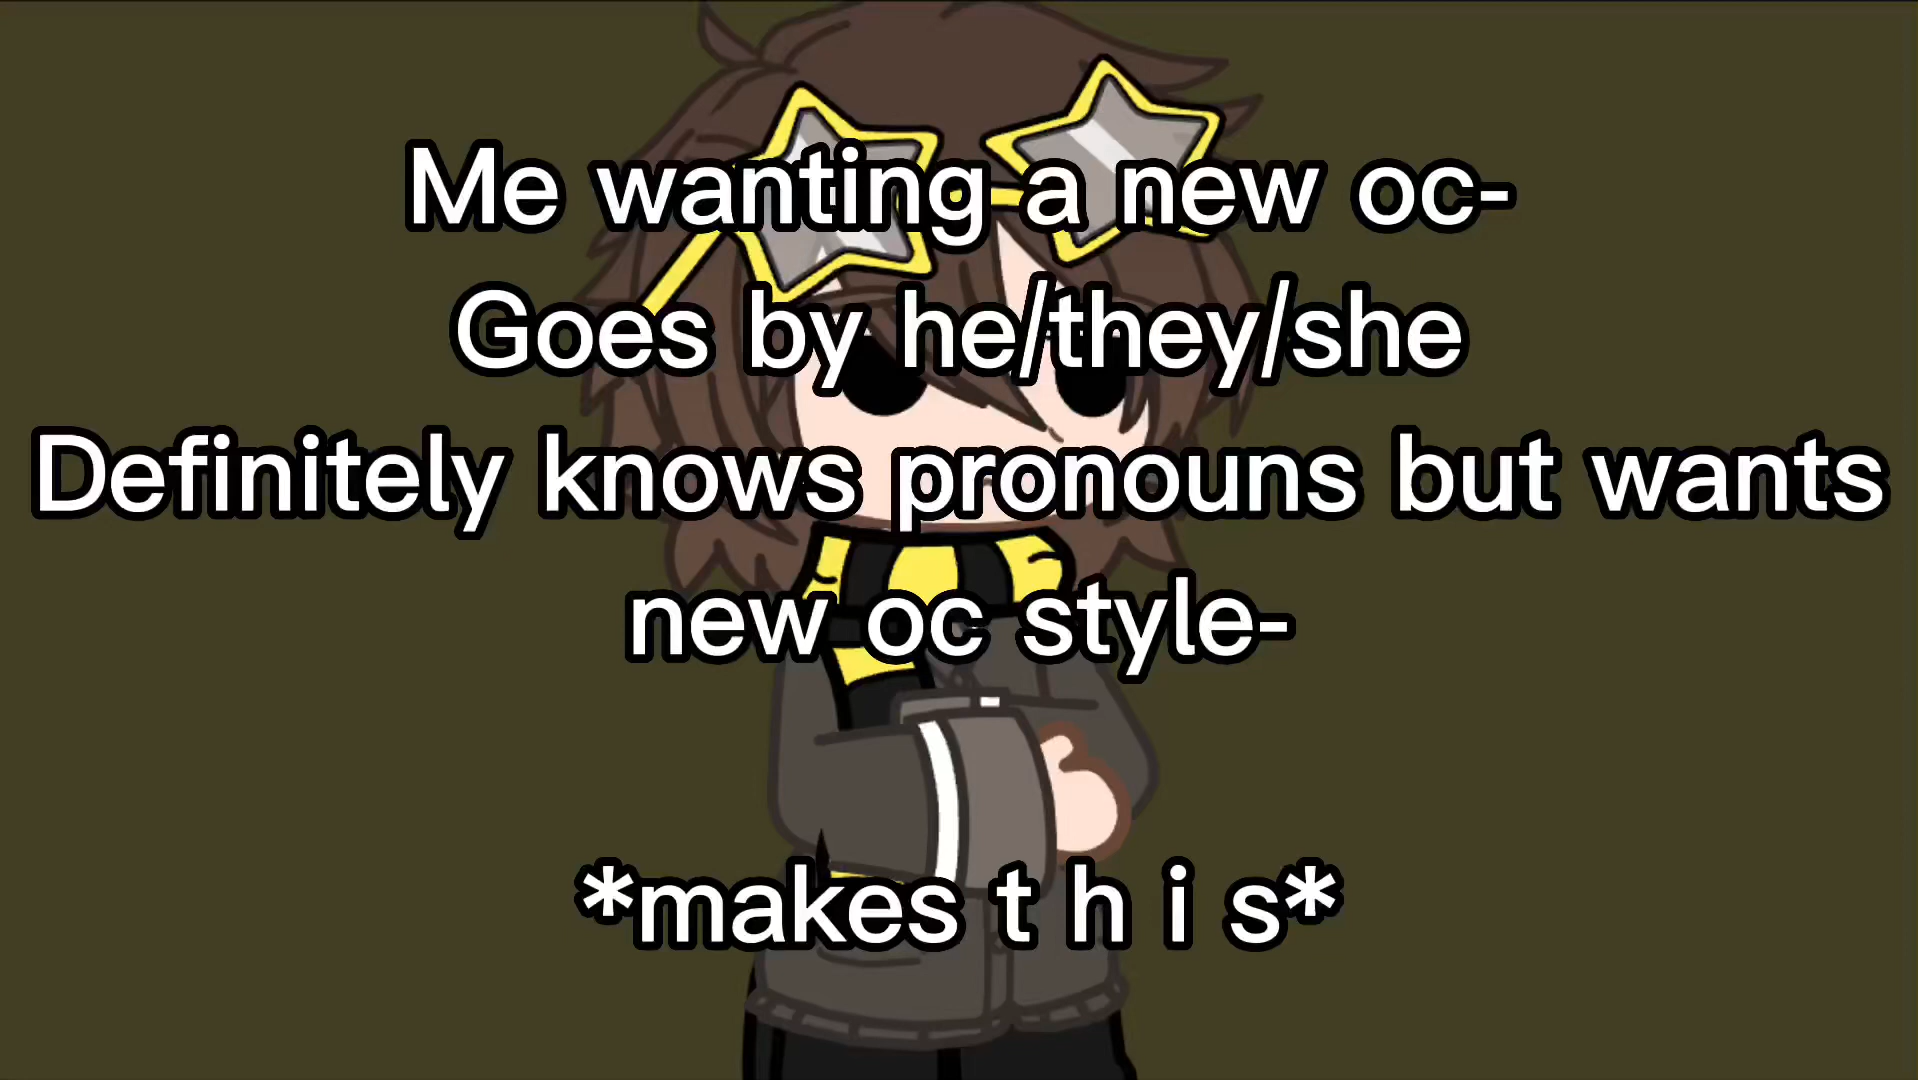 Me wanting a new oc-
Goes by he/they/she
Definitely knows pronouns but wants
new oc style-
*makes t h i s*